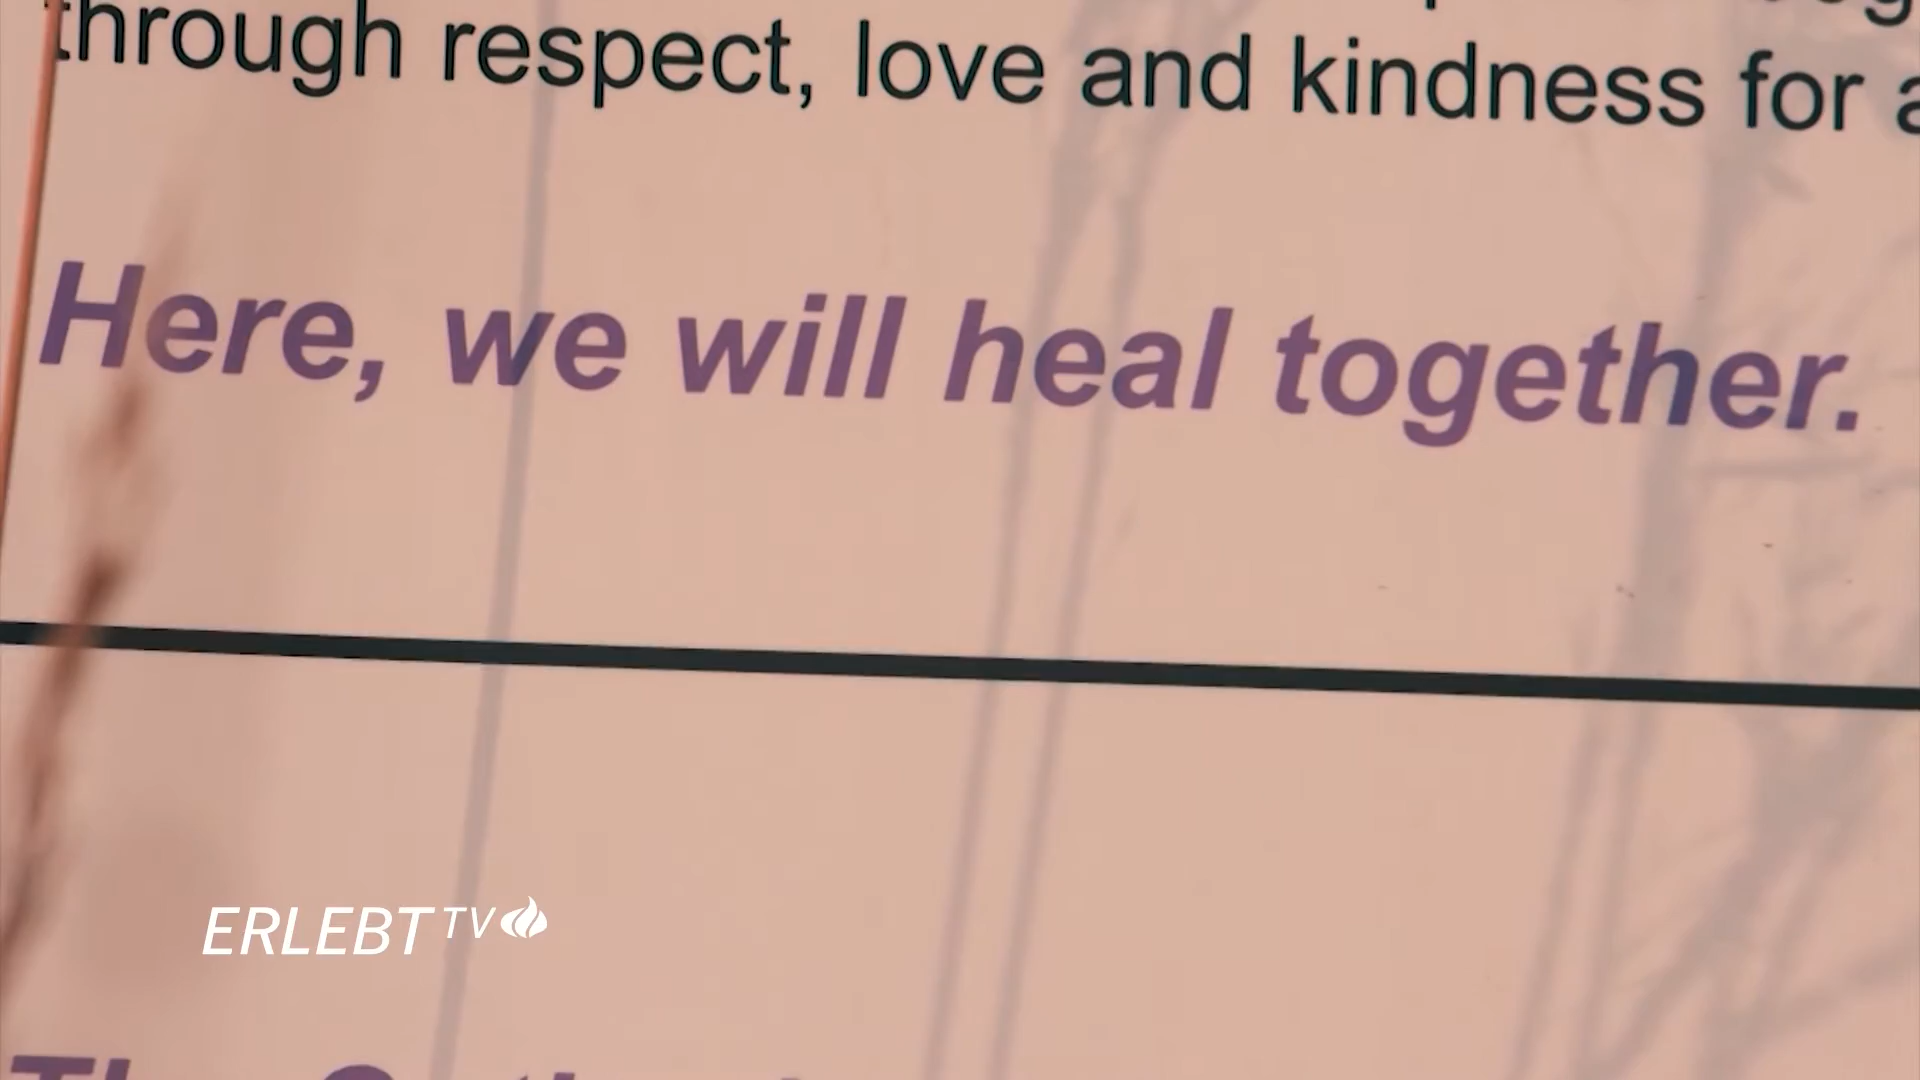 through respect, love and kindness for
Here, we will heal together.
ERLEBT TV